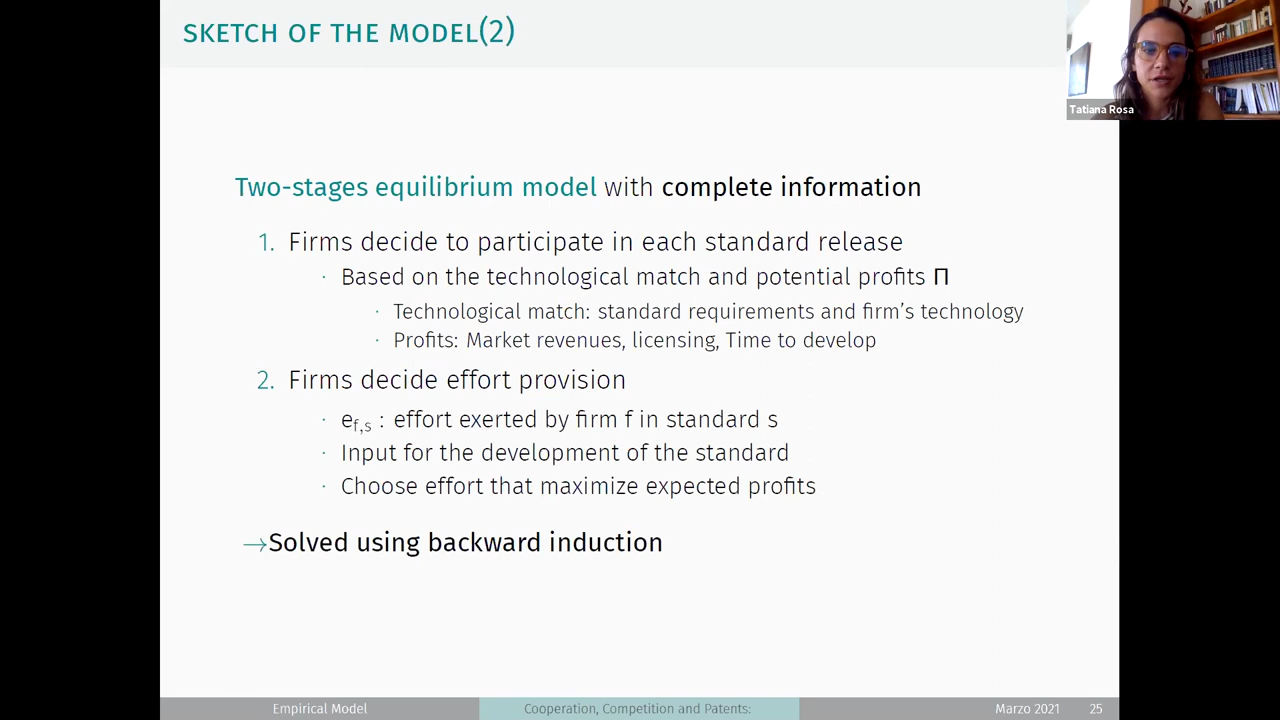 SKETCH OF THE MODEL(2)
Tatiana Rosa
Two-stages equilibrium model with complete information
1. Firms decide to participate in each standard release
· Based on the technological match and potential profits Π
· Technological match: standard requirements and firm's technology
· Profits: Market revenues, licensing, Time to develop
2. Firms decide effort provision
· e_f,s : effort exerted by firm f in standard s
· Input for the development of the standard
· Choose effort that maximize expected profits
→Solved using backward induction
Empirical Model
Cooperation, Competition and Patents:
Marzo 2021
25